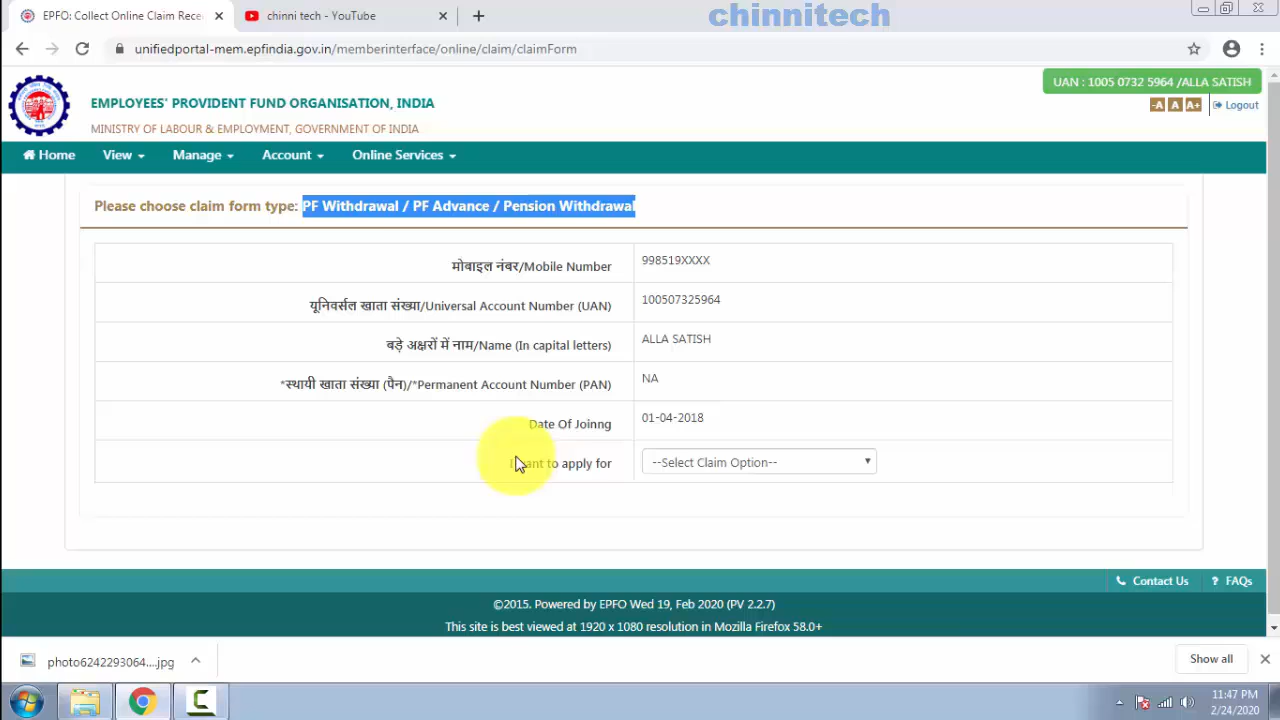 EPFO: Collect Online Claim Rece
chinni tech - YouTube
chinnitech
unifiedportal-mem.epfindia.gov.in/memberinterface/online/claim/claimForm
UAN : 1005 0732 5964 /ALLA SATISH
EMPLOYEES' PROVIDENT FUND ORGANISATION, INDIA
-A A A+ Logout
MINISTRY OF LABOUR & EMPLOYMENT, GOVERNMENT OF INDIA
Home View Manage Account Online Services
Please choose claim form type: PF Withdrawal / PF Advance / Pension Withdrawal
मोबाइल नंबर/Mobile Number 998519XXXX
यूनिवर्सल खाता संख्या/Universal Account Number (UAN) 100507325964
बड़े अक्षरों में नाम/Name (In capital letters) ALLA SATISH
*स्थायी खाता संख्या (पैन)/*Permanent Account Number (PAN) NA
Date Of Joinng 01-04-2018
I want to apply for --Select Claim Option--
Contact Us ? FAQs
©2015. Powered by EPFO Wed 19, Feb 2020 (PV 2.2.7)
This site is best viewed at 1920 x 1080 resolution in Mozilla Firefox 58.0+
photo6242293064....jpg
Show all
11:47 PM
2/24/2020